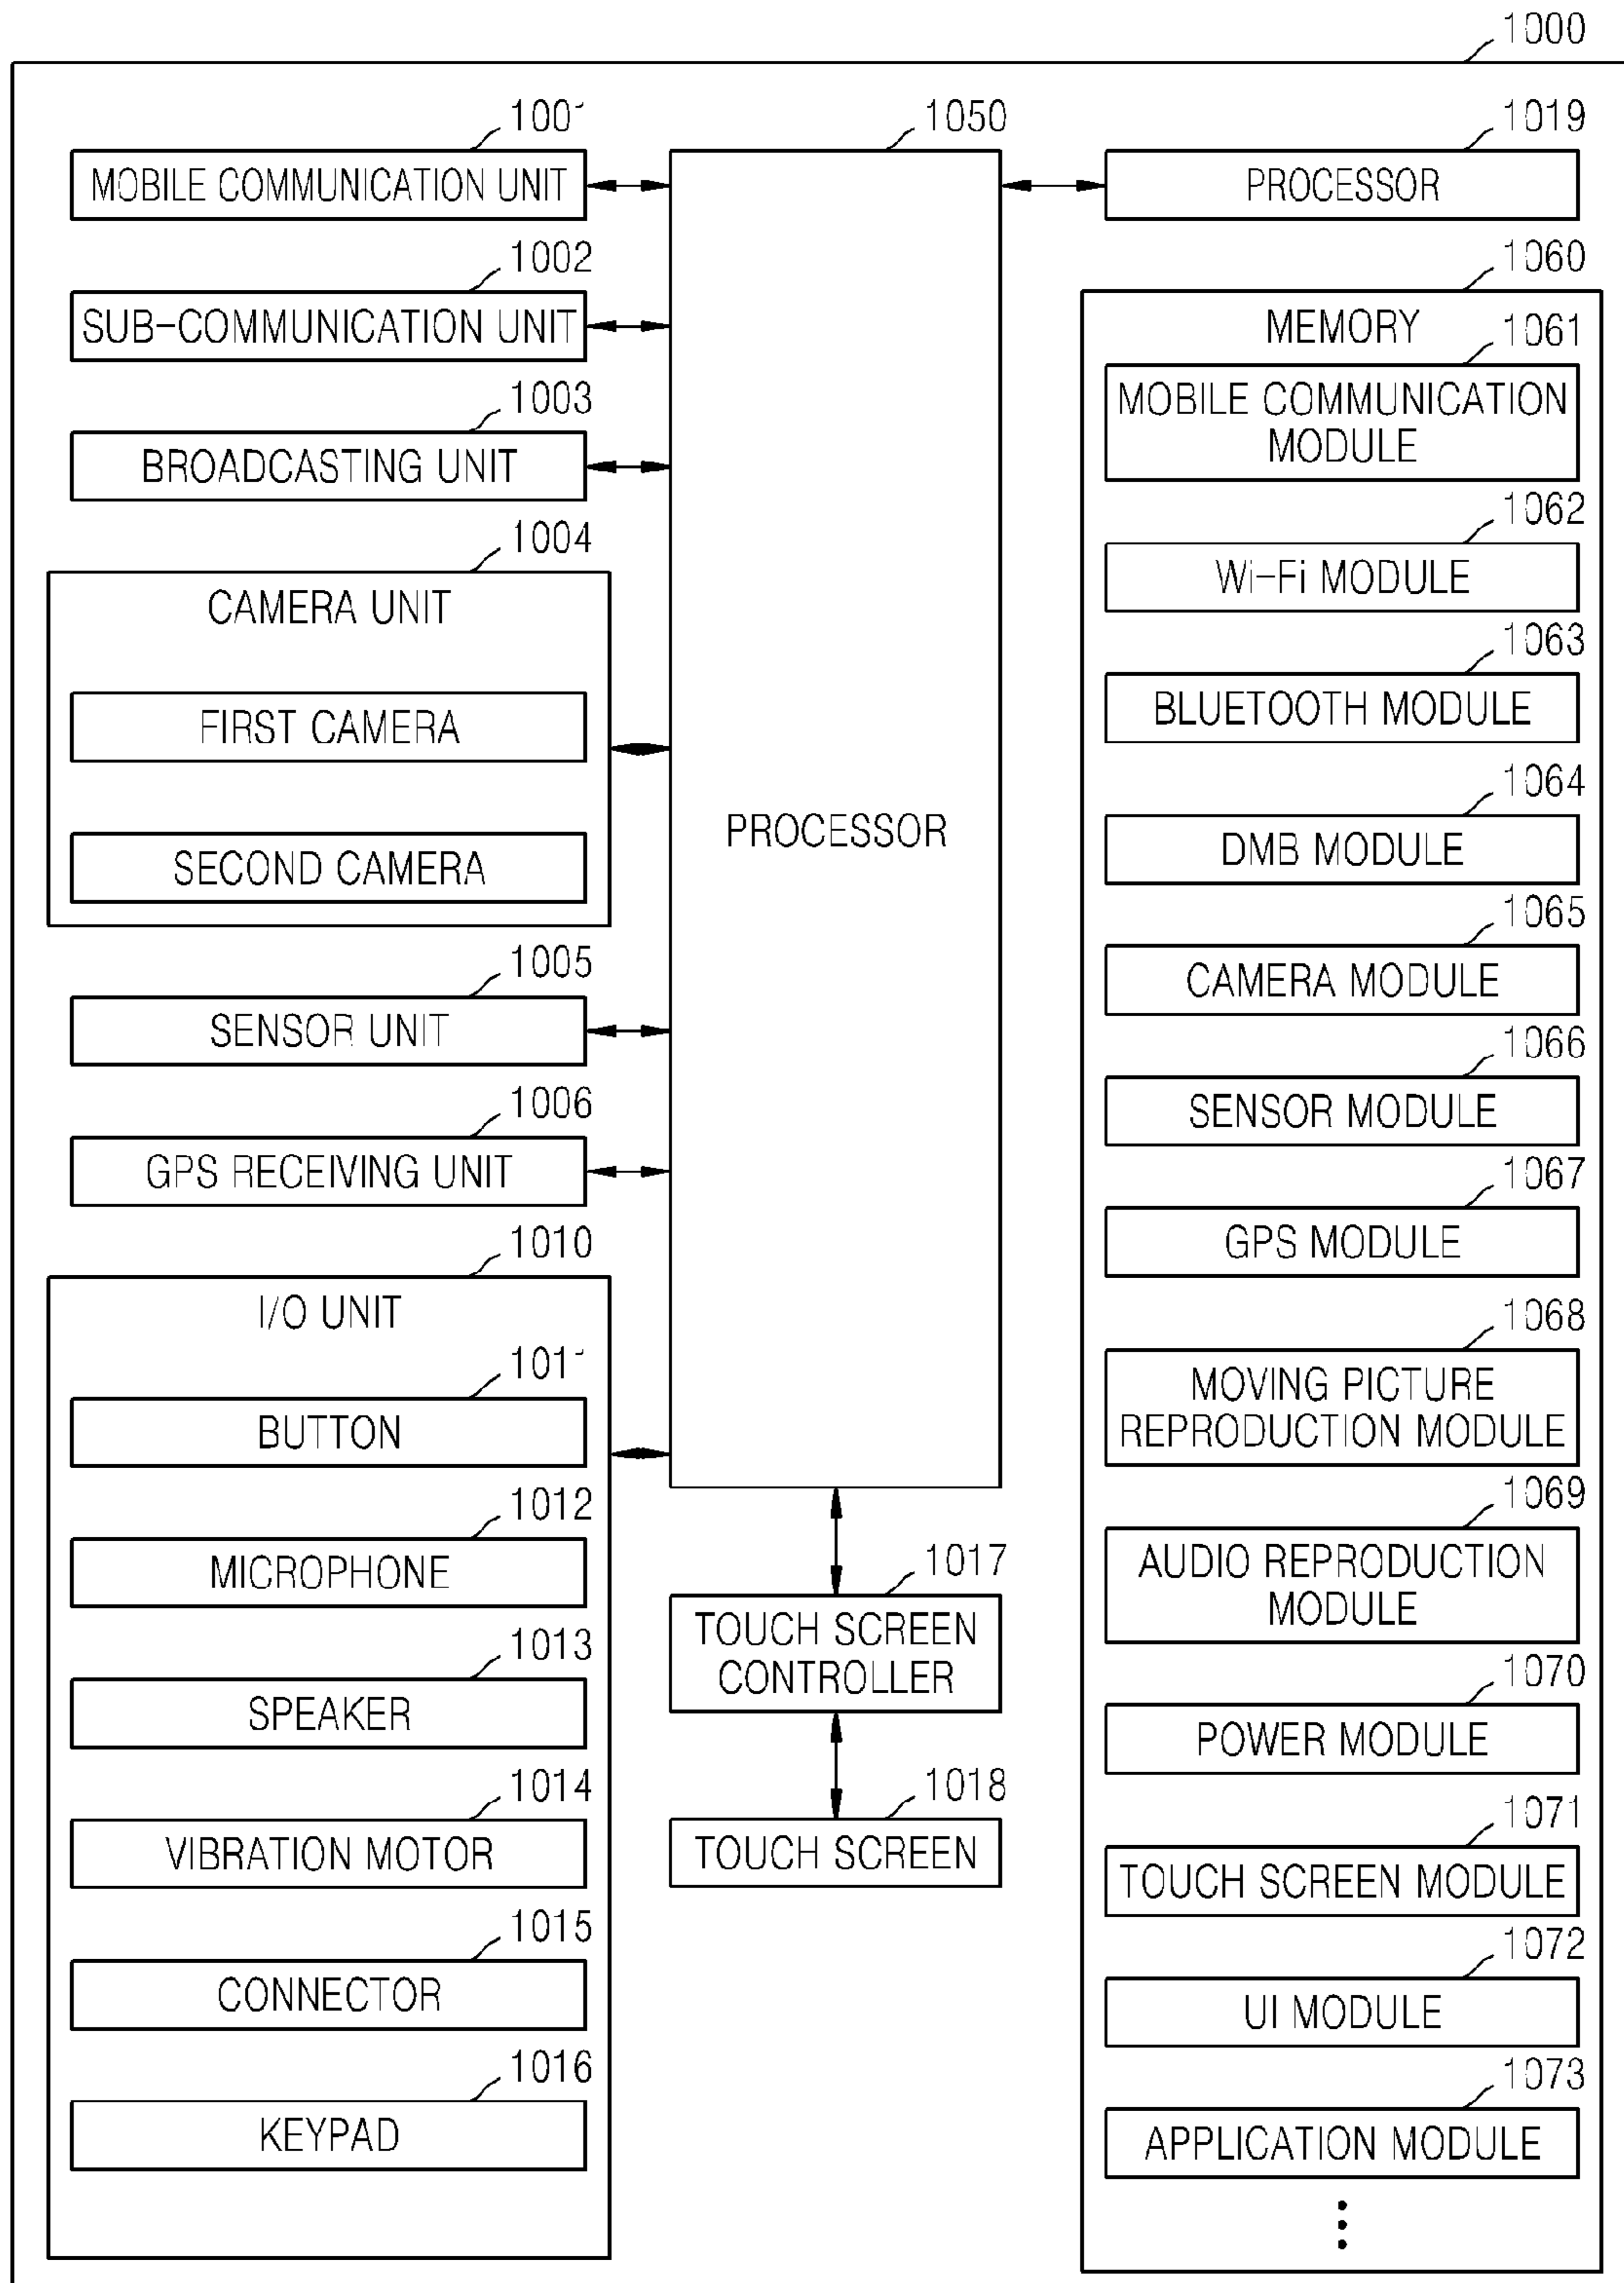 1000
1001
MOBILE COMMUNICATION UNIT
1002
SUB-COMMUNICATION UNIT
1003
BROADCASTING UNIT
1004
CAMERA UNIT
FIRST CAMERA
SECOND CAMERA
1005
SENSOR UNIT
1006
GPS RECEIVING UNIT
1010
I/O UNIT
1011
BUTTON
1012
MICROPHONE
1013
SPEAKER
1014
VIBRATION MOTOR
1015
CONNECTOR
1016
KEYPAD
1050
PROCESSOR
1017
TOUCH SCREEN
CONTROLLER
1018
TOUCH SCREEN
1019
PROCESSOR
1060
MEMORY
1061
MOBILE COMMUNICATION
MODULE
1062
Wi-Fi MODULE
1063
BLUETOOTH MODULE
1064
DMB MODULE
1065
CAMERA MODULE
1066
SENSOR MODULE
1067
GPS MODULE
1068
MOVING PICTURE
REPRODUCTION MODULE
1069
AUDIO REPRODUCTION
MODULE
1070
POWER MODULE
1071
TOUCH SCREEN MODULE
1072
UI MODULE
1073
APPLICATION MODULE